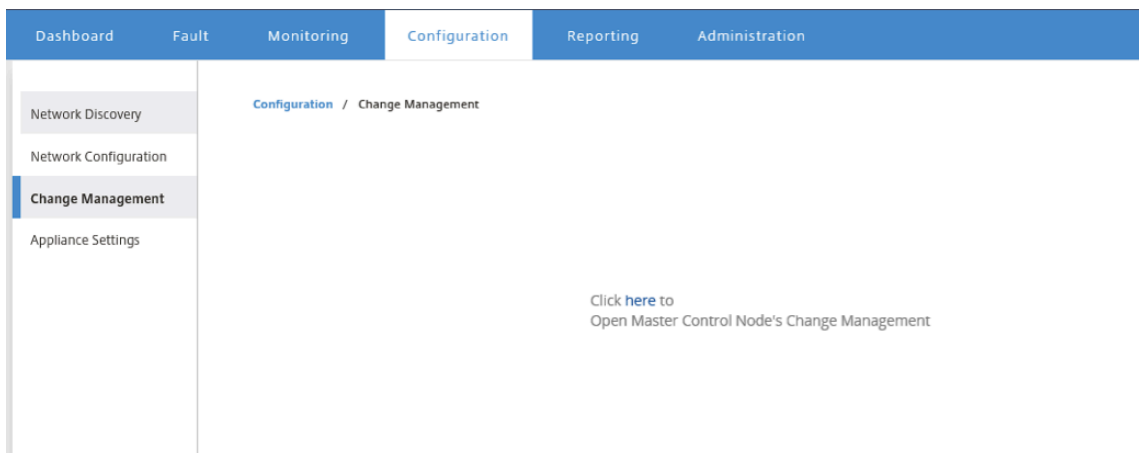 Dashboard Fault Monitoring Configuration Reporting Administration
Network Discovery
Network Configuration
Change Management
Appliance Settings
Configuration / Change Management
Click here to
Open Master Control Node's Change Management